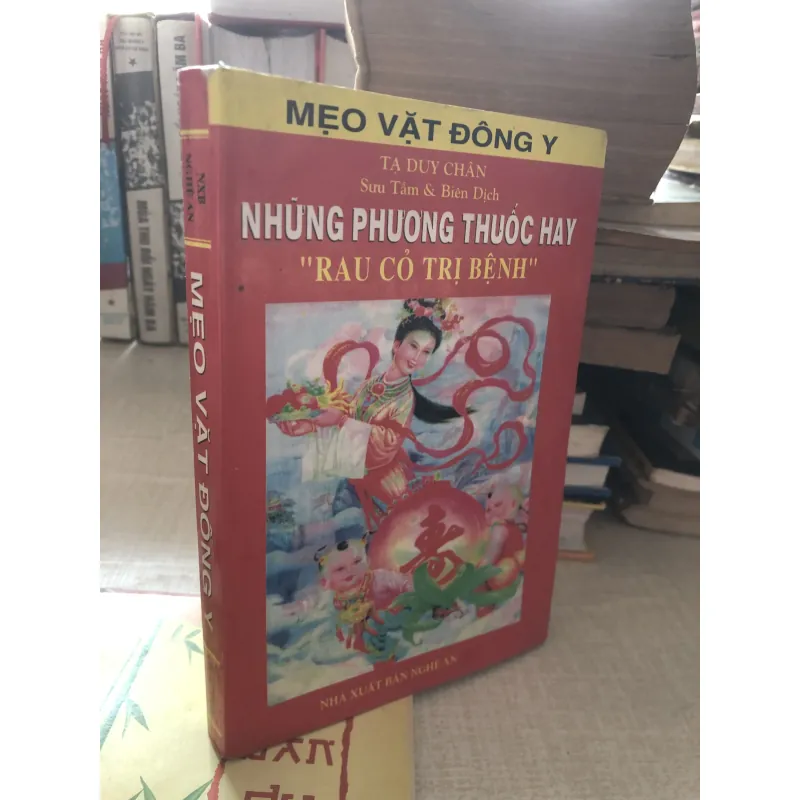 MẸO VẶT ĐÔNG Y
TẠ DUY CHÂN
Sưu Tầm & Biên Dịch
NHỮNG PHƯƠNG THUỐC HAY
"RAU CỎ TRỊ BỆNH"
寿
NHÀ XUẤT BẢN NGHỆ AN
NXB
NGHỆ AN
MẸO VẶT ĐÔNG Y